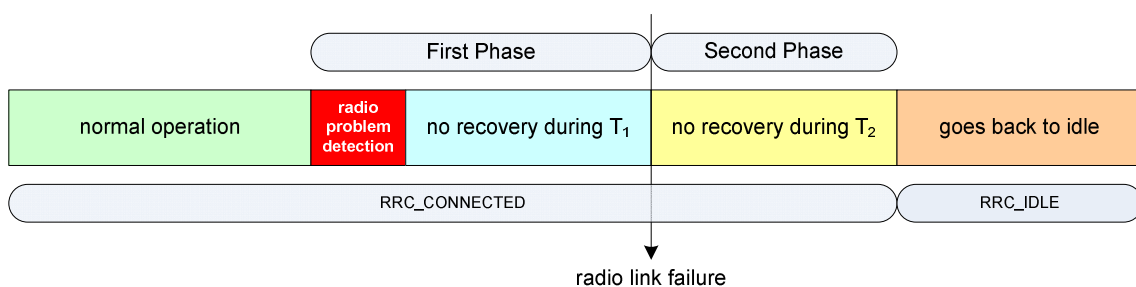 First Phase
Second Phase
normal operation
radio
problem
detection
no recovery during T₁
no recovery during T₂
goes back to idle
RRC_CONNECTED
RRC_IDLE
radio link failure